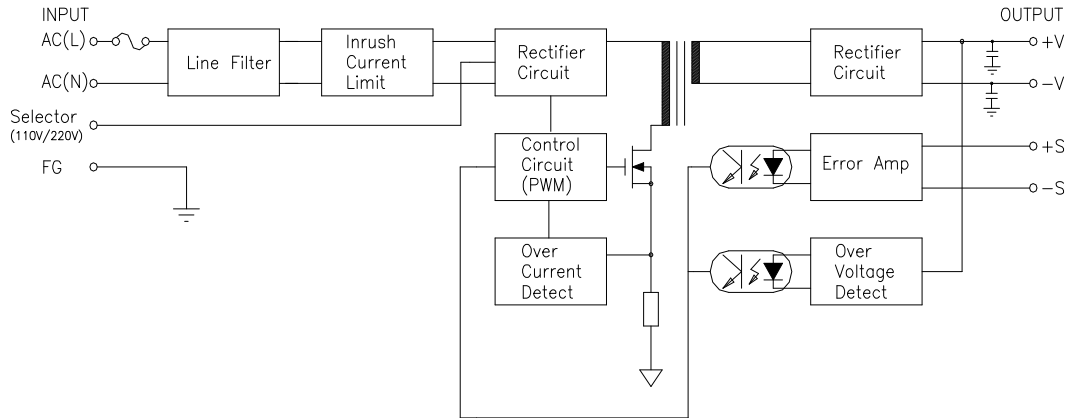 INPUT
OUTPUT
AC(L)
AC(N)
Selector
(110V/220V)
FG
Line Filter
Inrush
Current
Limit
Rectifier
Circuit
Rectifier
Circuit
+V
-V
Control
Circuit
(PWM)
Error Amp
+S
-S
Over
Current
Detect
Over
Voltage
Detect